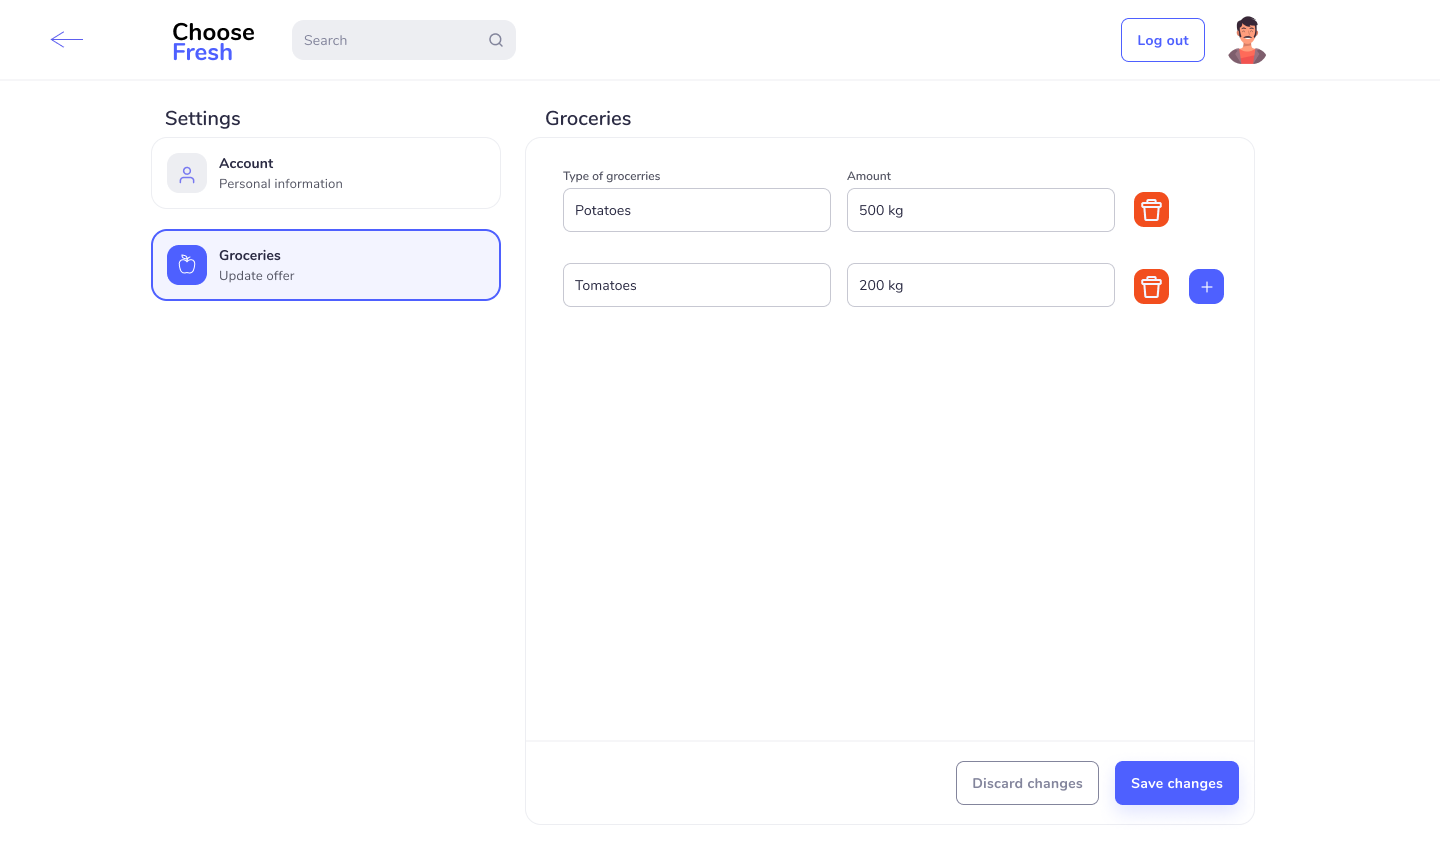 Choose
Fresh
Search
Log out
Settings
Account
Personal information
Groceries
Update offer
Groceries
Type of grocerries
Amount
Potatoes
500 kg
Tomatoes
200 kg
Discard changes
Save changes